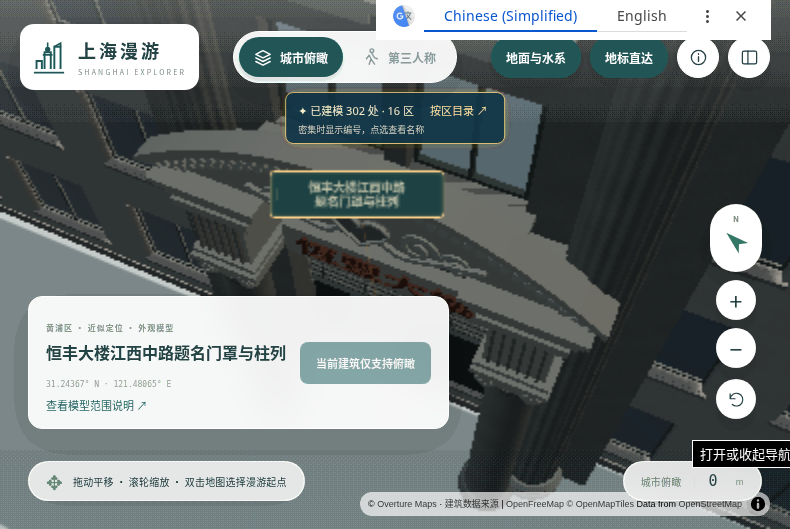 Chinese (Simplified)
English
上海漫游
SHANGHAI EXPLORER
城市俯瞰
第三人称
地面与水系
地标直达
✦ 已建模 302 处 · 16 区 按区目录 ↗
密集时显示编号，点选查看名称
恒丰大楼江西中路
题名门罩与柱列
N
黄浦区 · 近似定位 · 外观模型
恒丰大楼江西中路题名门罩与柱列
当前建筑仅支持俯瞰
31.24367° N · 121.48065° E
查看模型范围说明 ↗
打开或收起导航
拖动平移 · 滚轮缩放 · 双击地图选择漫游起点
城市俯瞰 0 m
© Overture Maps · 建筑数据来源 | OpenFreeMap © OpenMapTiles Data from OpenStreetMap